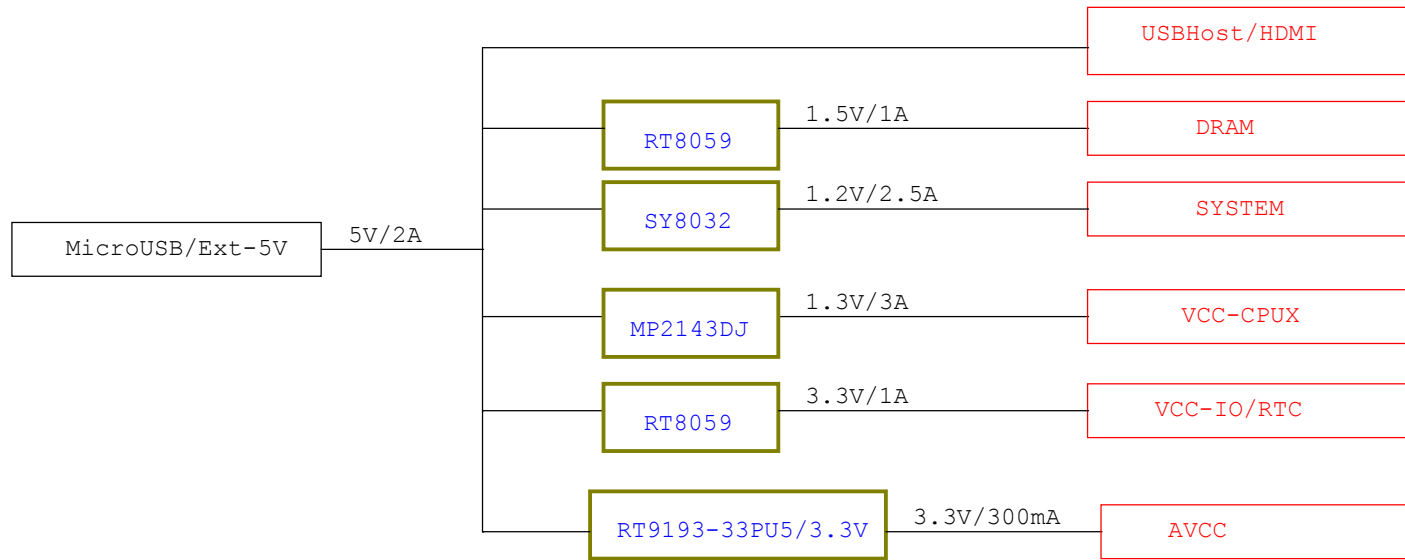 USBHost/HDMI
1.5V/1A
RT8059
DRAM
1.2V/2.5A
SY8032
SYSTEM
MicroUSB/Ext-5V
5V/2A
1.3V/3A
MP2143DJ
VCC-CPUX
3.3V/1A
RT8059
VCC-IO/RTC
RT9193-33PU5/3.3V
3.3V/300mA
AVCC